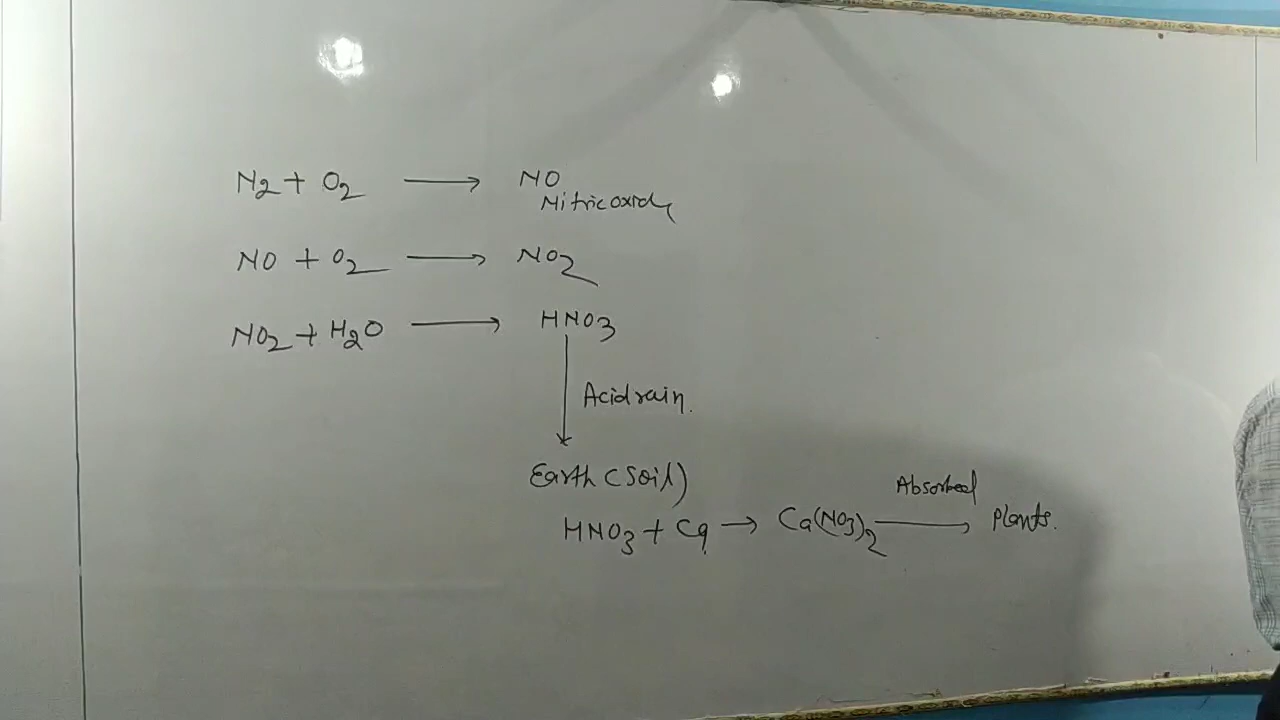 N2 + O2 → NO
Nitric oxide
NO + O2 → NO2
NO2 + H2O → HNO3
Acid rain.
Earth (soil)
HNO3 + Ca → Ca(NO3)2 Absorbed → Plants.